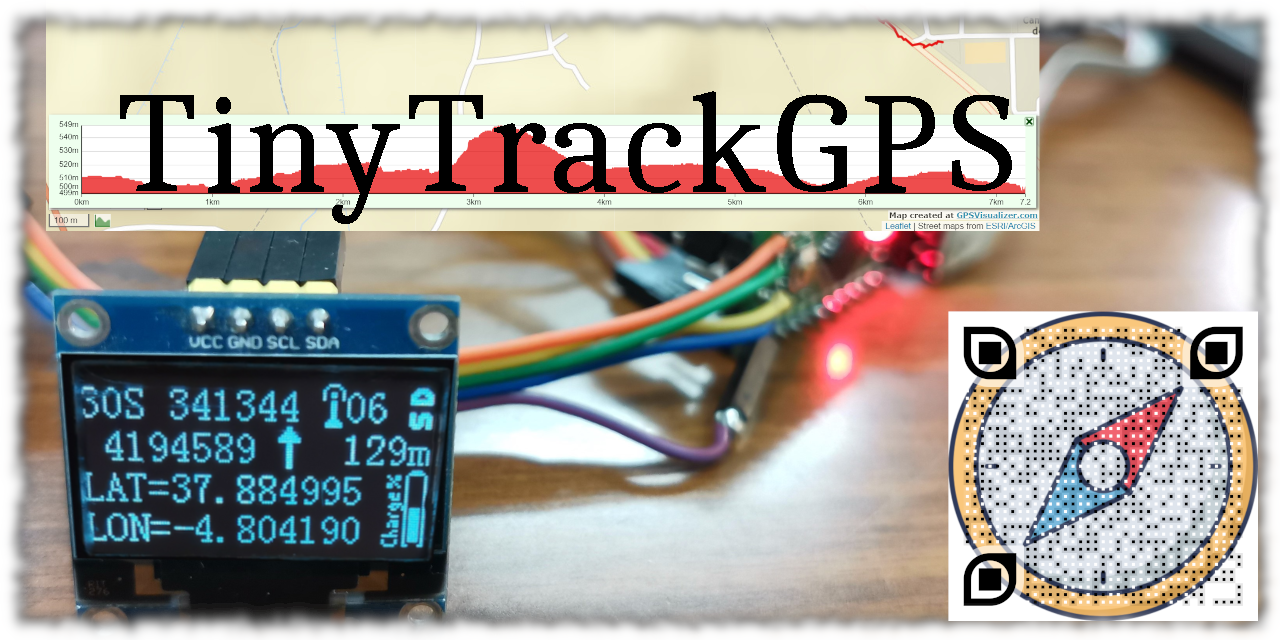 TinyTrackGPS
549m
540m
530m
520m
510m
500m
499m
0km 1km 2km 3km 4km 5km 6km 7km 7.2
100 m
Map created at GPSVisualizer.com
Leaflet | Street maps from ESRI/ArcGIS
VCC GND SCL SDA
30S 341344 06 SD
4194589 129m
LAT=37.884995
LON=-4.804190
Charge%